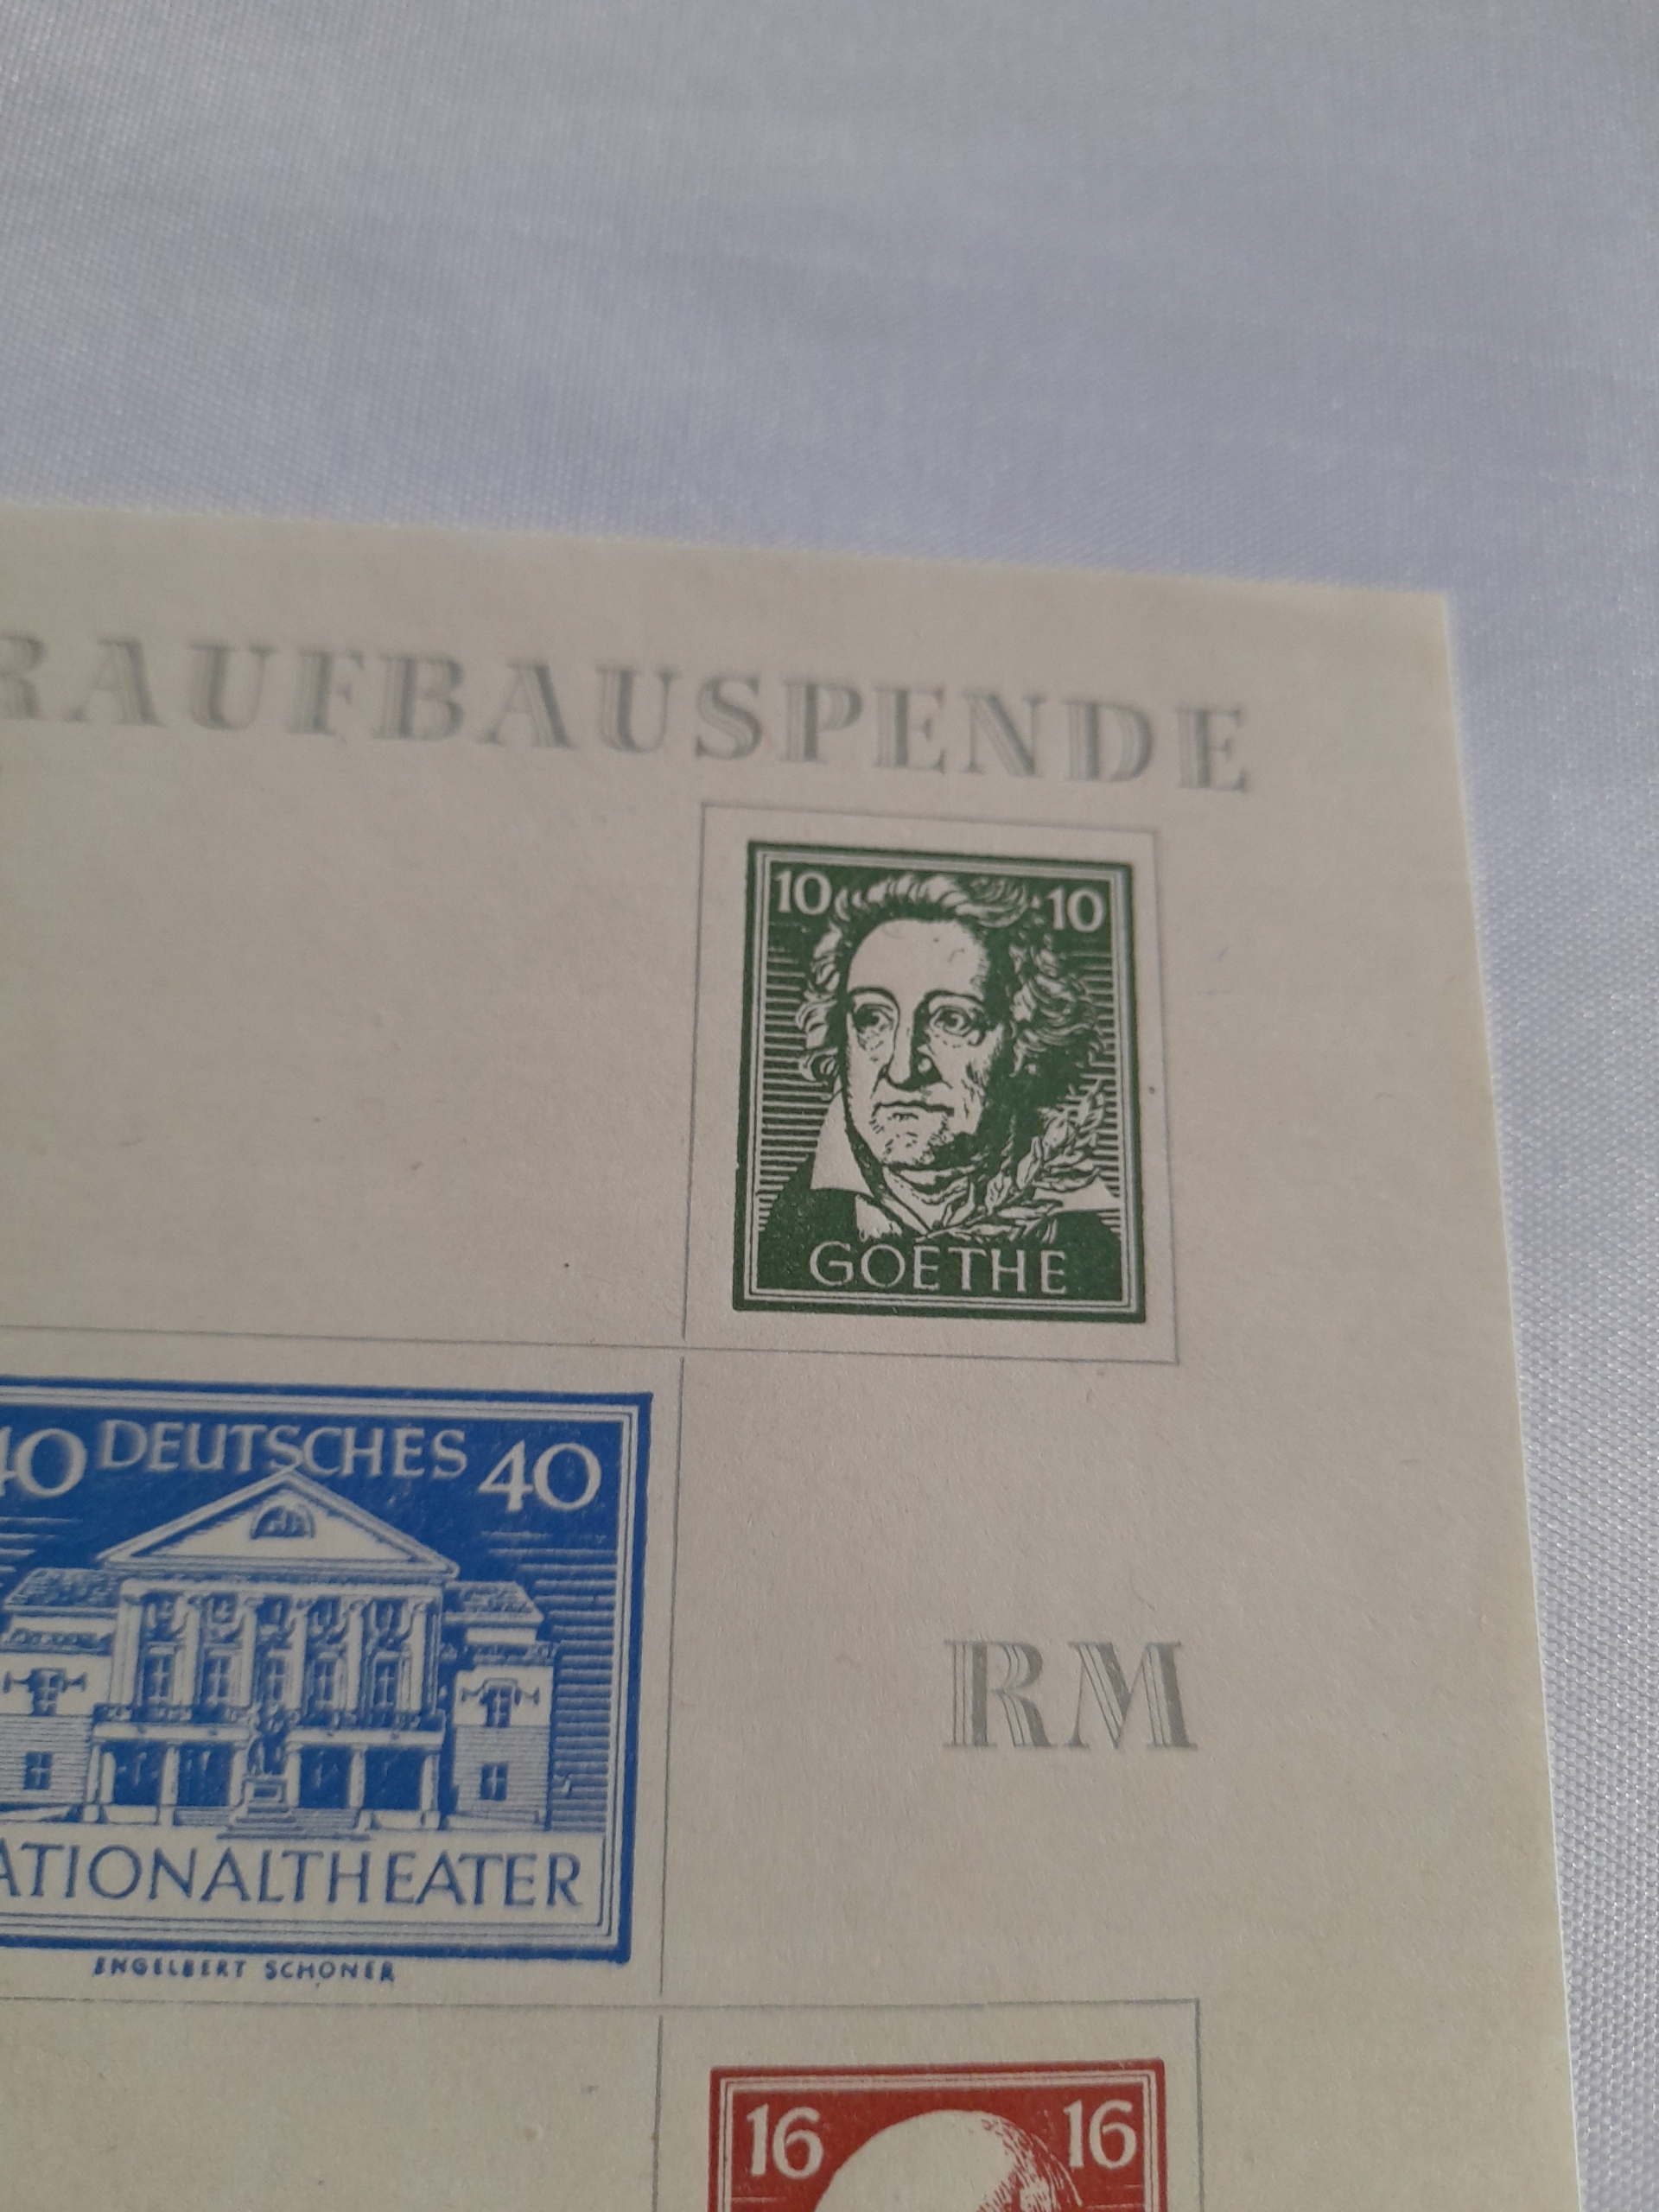 RAUFBAUSPENDE
10 10
GOETHE
40 DEUTSCHES 40
ATIONALTHEATER
ENGELBERT SCHONER
RM
16 16